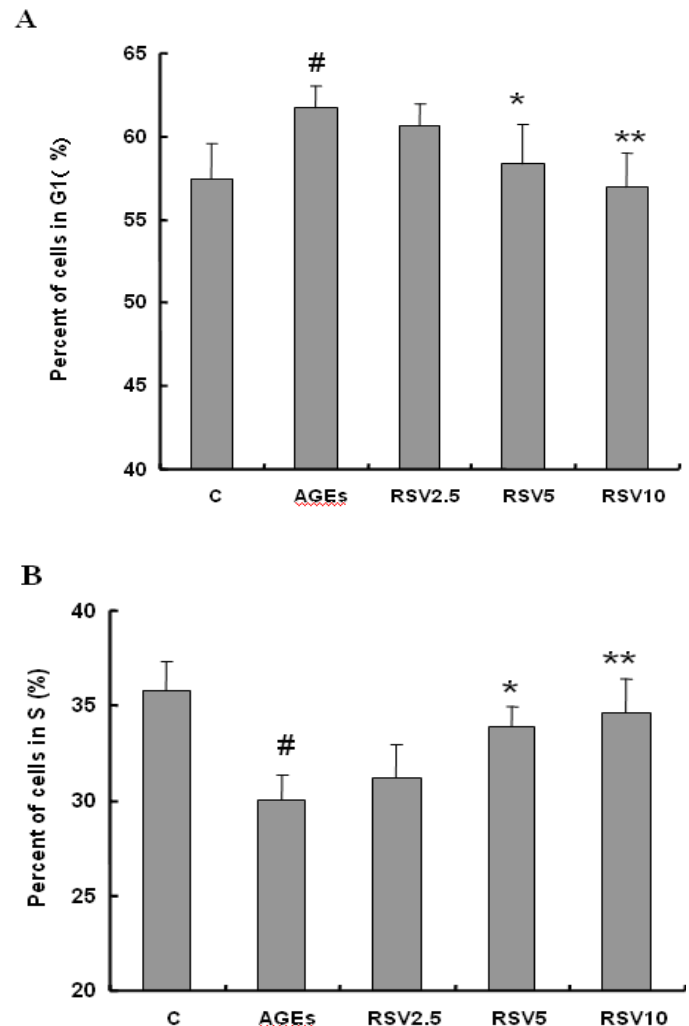 A
65
60
55
50
45
40
Percent of cells in G1( %)
#
*
**
C AGEs RSV2.5 RSV5 RSV10
B
40
35
30
25
20
Percent of cells in S (%)
#
*
**
C AGEs RSV2.5 RSV5 RSV10